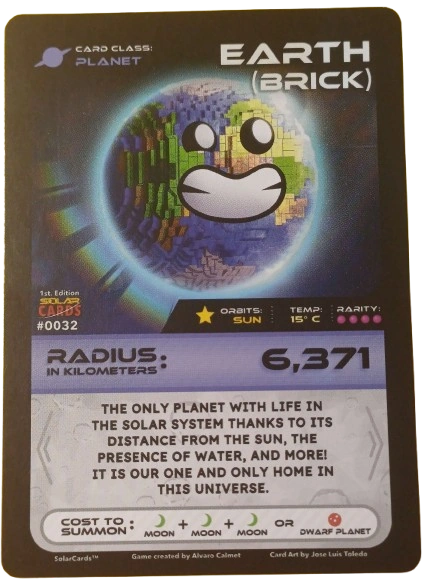 CARD CLASS:
PLANET
EARTH
(BRICK)
1st. Edition
SOLAR
CARDS
#0032
ORBITS:
SUN
TEMP:
15° C
RARITY:
RADIUS:
IN KILOMETERS
6,371
THE ONLY PLANET WITH LIFE IN
THE SOLAR SYSTEM THANKS TO ITS
DISTANCE FROM THE SUN, THE
PRESENCE OF WATER, AND MORE!
IT IS OUR ONE AND ONLY HOME IN
THIS UNIVERSE.
COST TO
SUMMON:
MOON + MOON + MOON OR DWARF PLANET
SolarCards™ Game created by Alvaro Calmet Card Art by Jose Luis Toledo